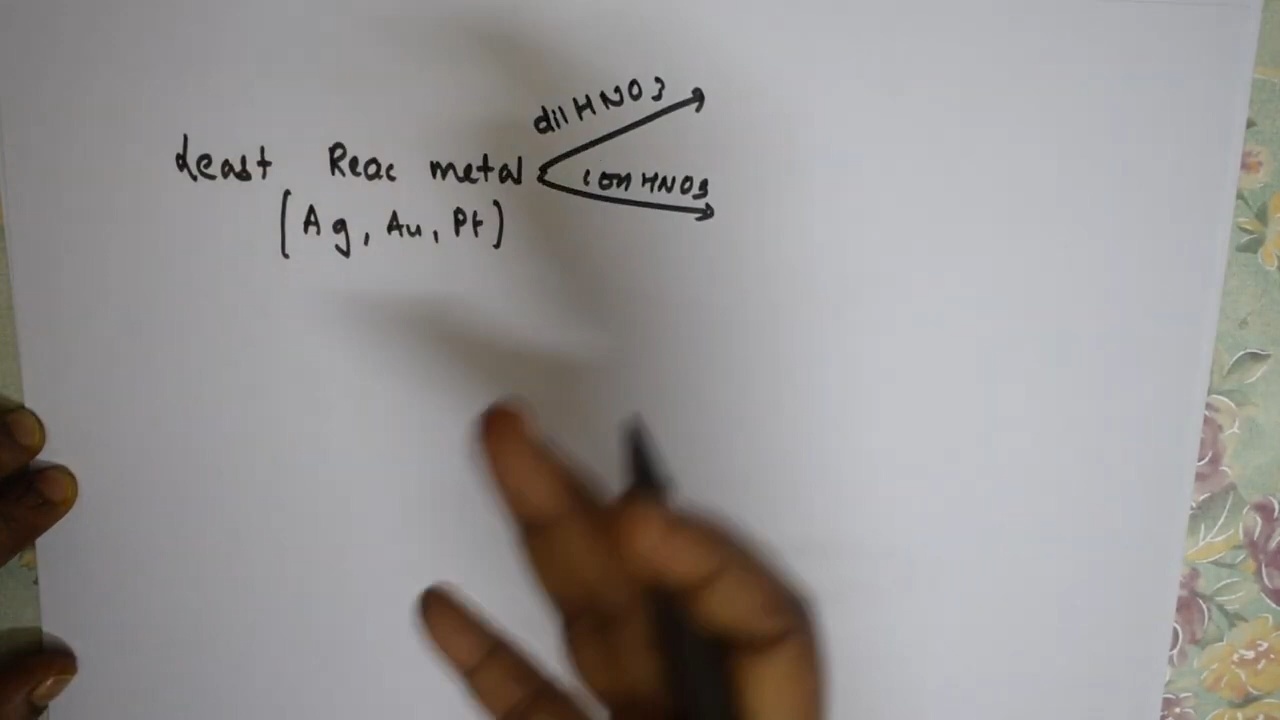 dil HNO3
Least Reac metal
con HNO3
(Ag, Au, Pt)